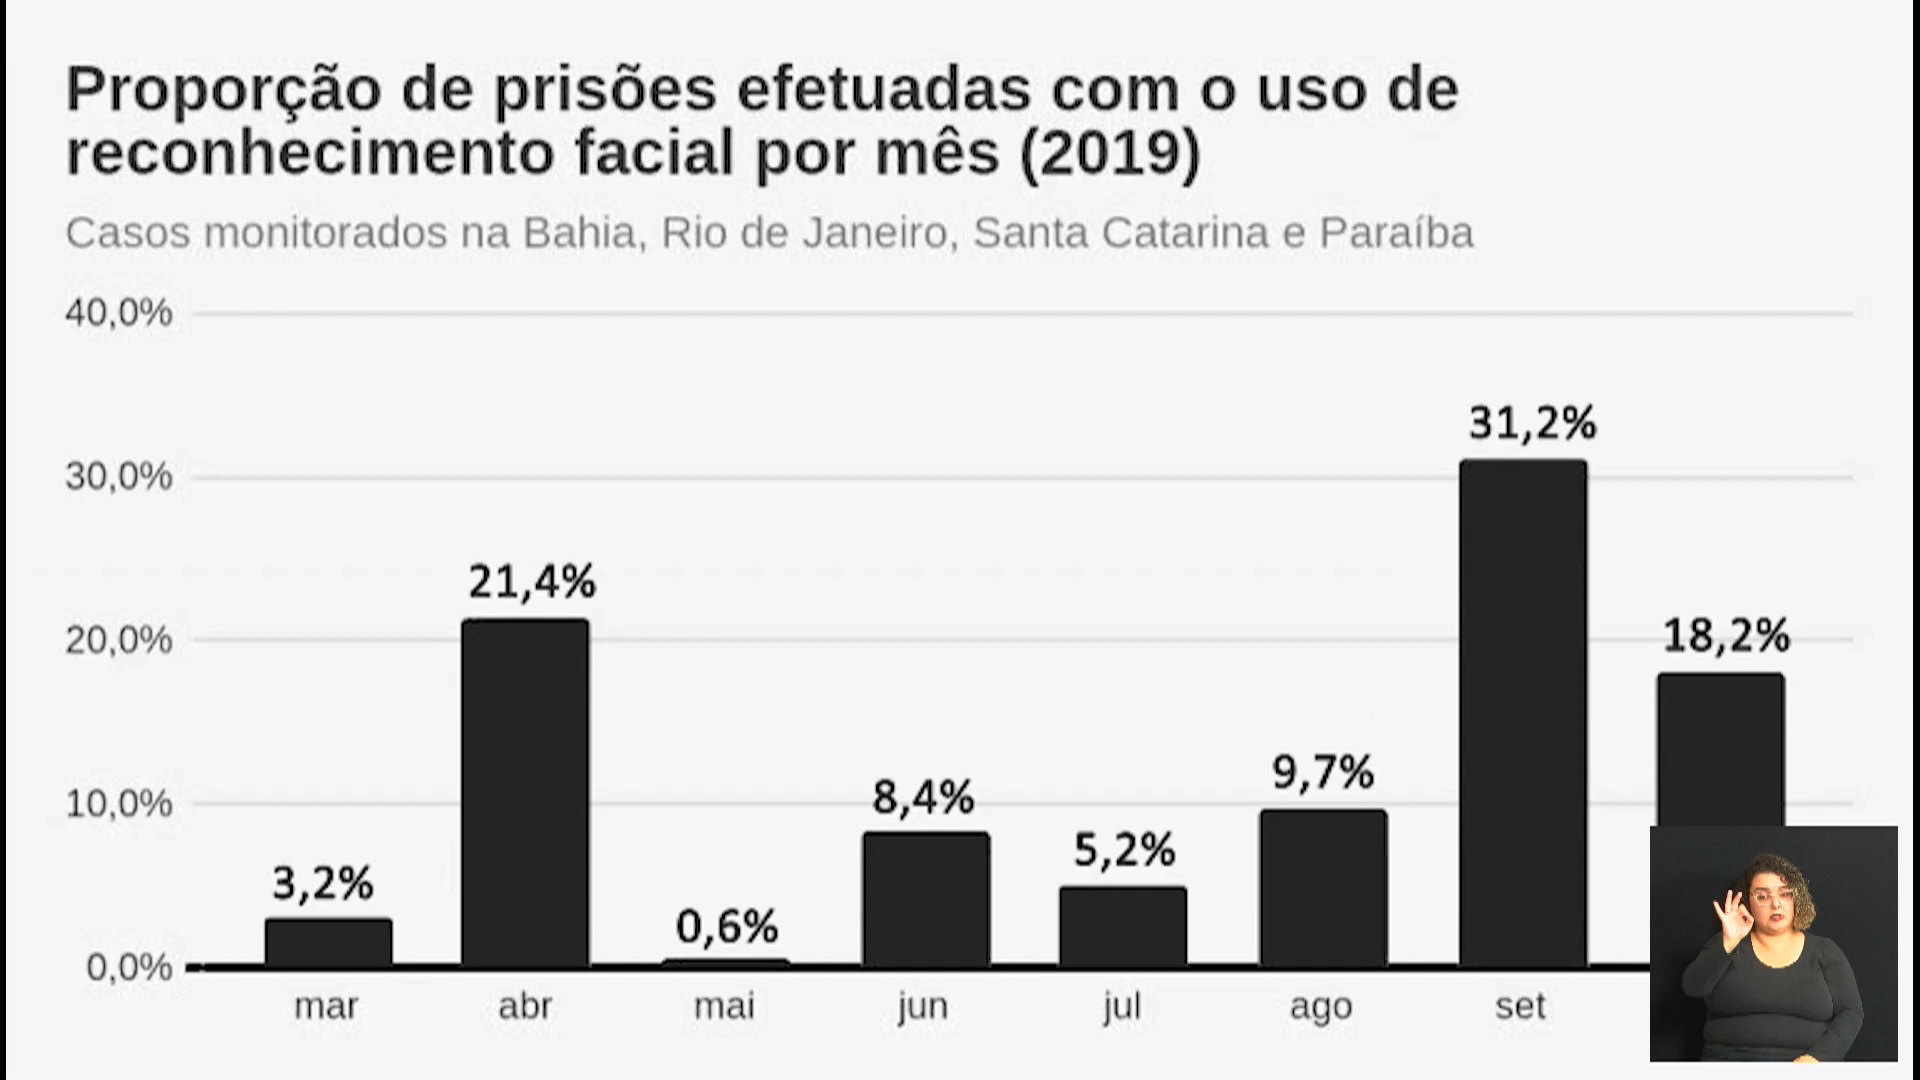 Proporção de prisões efetuadas com o uso de
reconhecimento facial por mês (2019)
Casos monitorados na Bahia, Rio de Janeiro, Santa Catarina e Paraíba
40,0%
30,0%
20,0%
10,0%
0,0%
3,2%
21,4%
0,6%
8,4%
5,2%
9,7%
31,2%
18,2%
mar
abr
mai
jun
jul
ago
set